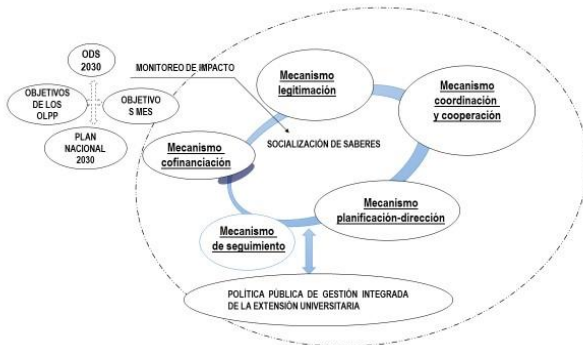 ODS
2030
MONITOREO DE IMPACTO
OBJETIVOS
DE LOS
OLPP
OBJETIVO
S MES
PLAN
NACIONAL
2030
Mecanismo
legitimación
Mecanismo
coordinación
y cooperación
SOCIALIZACIÓN DE SABERES
Mecanismo
cofinanciación
Mecanismo
planificación-dirección
Mecanismo
de seguimiento
POLÍTICA PÚBLICA DE GESTIÓN INTEGRADA
DE LA EXTENSIÓN UNIVERSITARIA